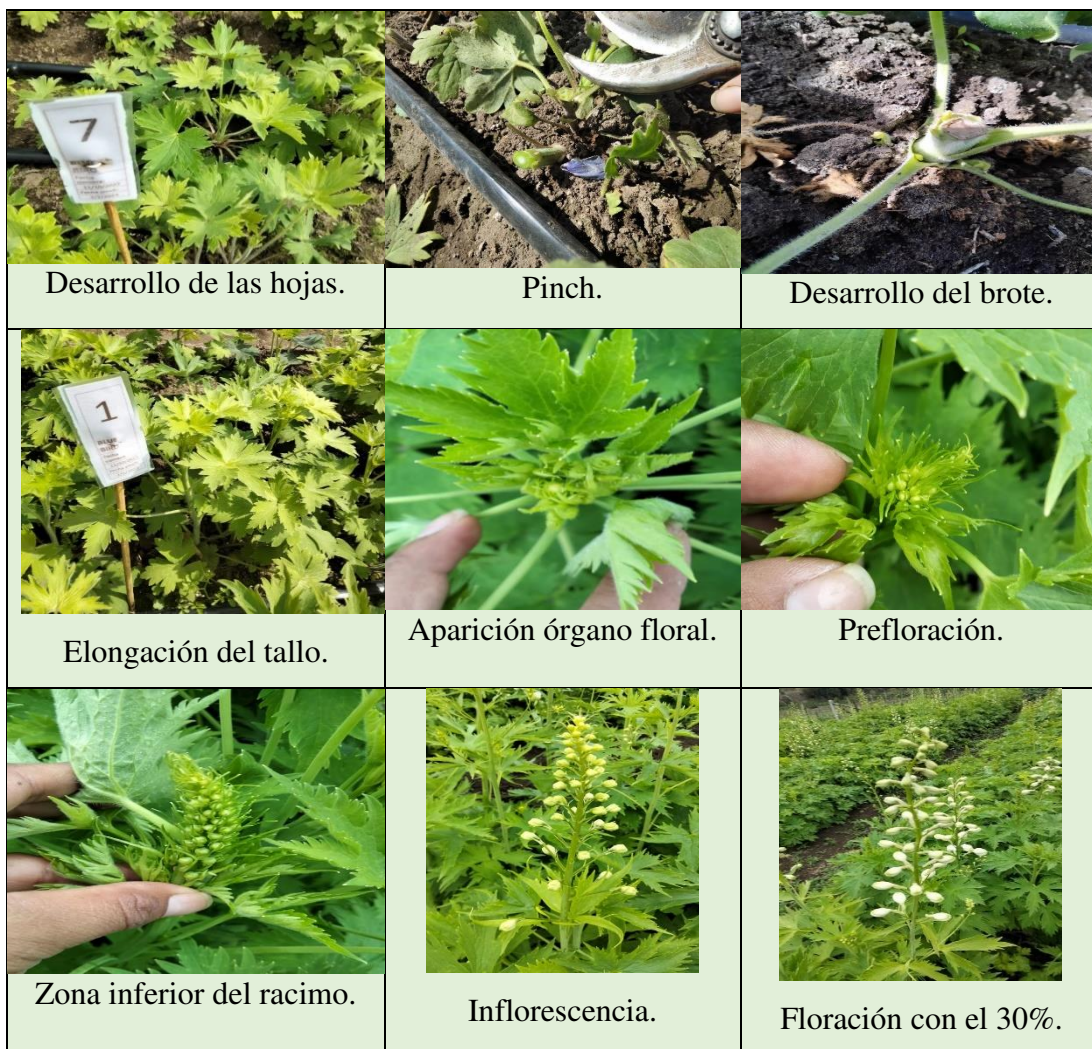 7
Desarrollo de las hojas.
Pinch.
Desarrollo del brote.
1
Elongación del tallo.
Aparición órgano floral.
Prefloración.
Zona inferior del racimo.
Inflorescencia.
Floración con el 30%.